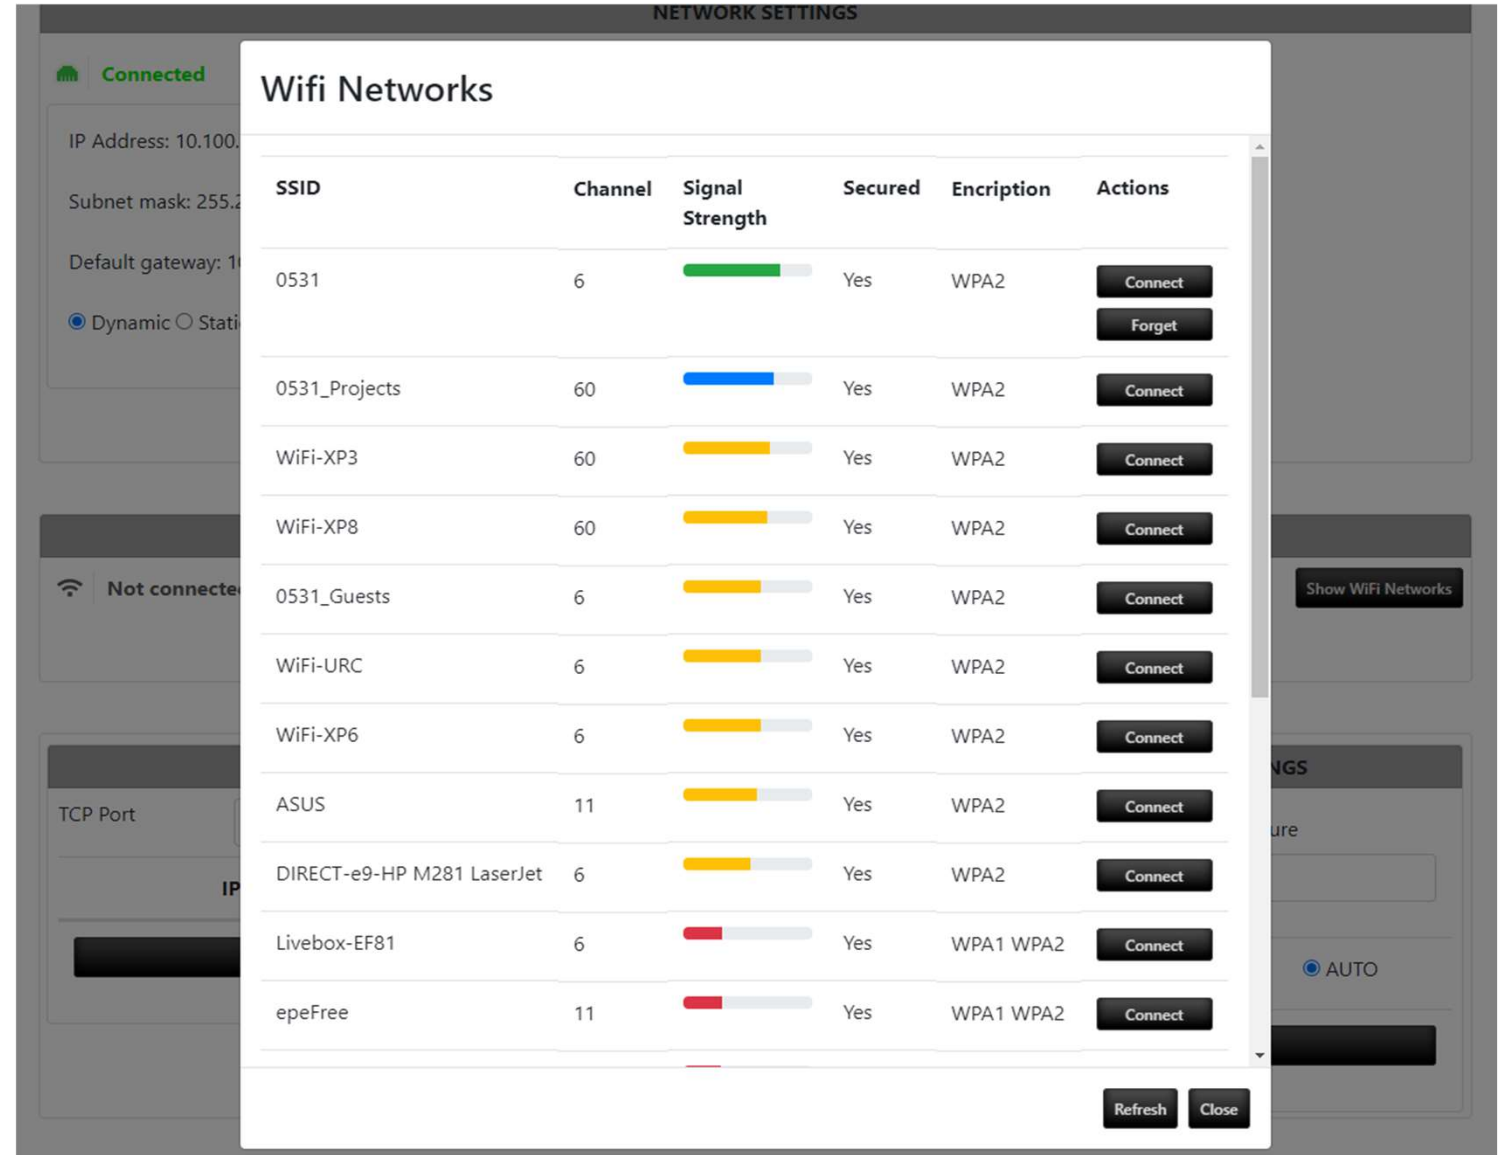 NETWORK SETTINGS
Connected
IP Address: 10.100.
Subnet mask: 255.2
Default gateway:
Dynamic
Not connected
Show WiFi Networks
TCP Port
IP
AUTO
Wifi Networks
SSID Channel Signal Strength Secured Encription Actions
0531 6 Yes WPA2 Connect
Forget
0531_Projects 60 Yes WPA2 Connect
WiFi-XP3 60 Yes WPA2 Connect
WiFi-XP8 60 Yes WPA2 Connect
0531_Guests 6 Yes WPA2 Connect
WiFi-URC 6 Yes WPA2 Connect
WiFi-XP6 6 Yes WPA2 Connect
ASUS 11 Yes WPA2 Connect
DIRECT-e9-HP M281 LaserJet 6 Yes WPA2 Connect
Livebox-EF81 6 Yes WPA1 WPA2 Connect
epeFree 11 Yes WPA1 WPA2 Connect
Refresh Close